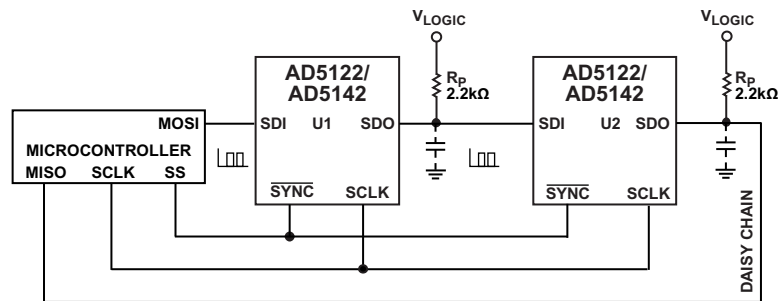 VLOGIC
VLOGIC
AD5122/
AD5142
RP
2.2kΩ
AD5122/
AD5142
RP
2.2kΩ
MOSI
SDI U1 SDO
SDI U2 SDO
MICROCONTROLLER
MISO SCLK SS
SYNC SCLK
SYNC SCLK
DAISY CHAIN